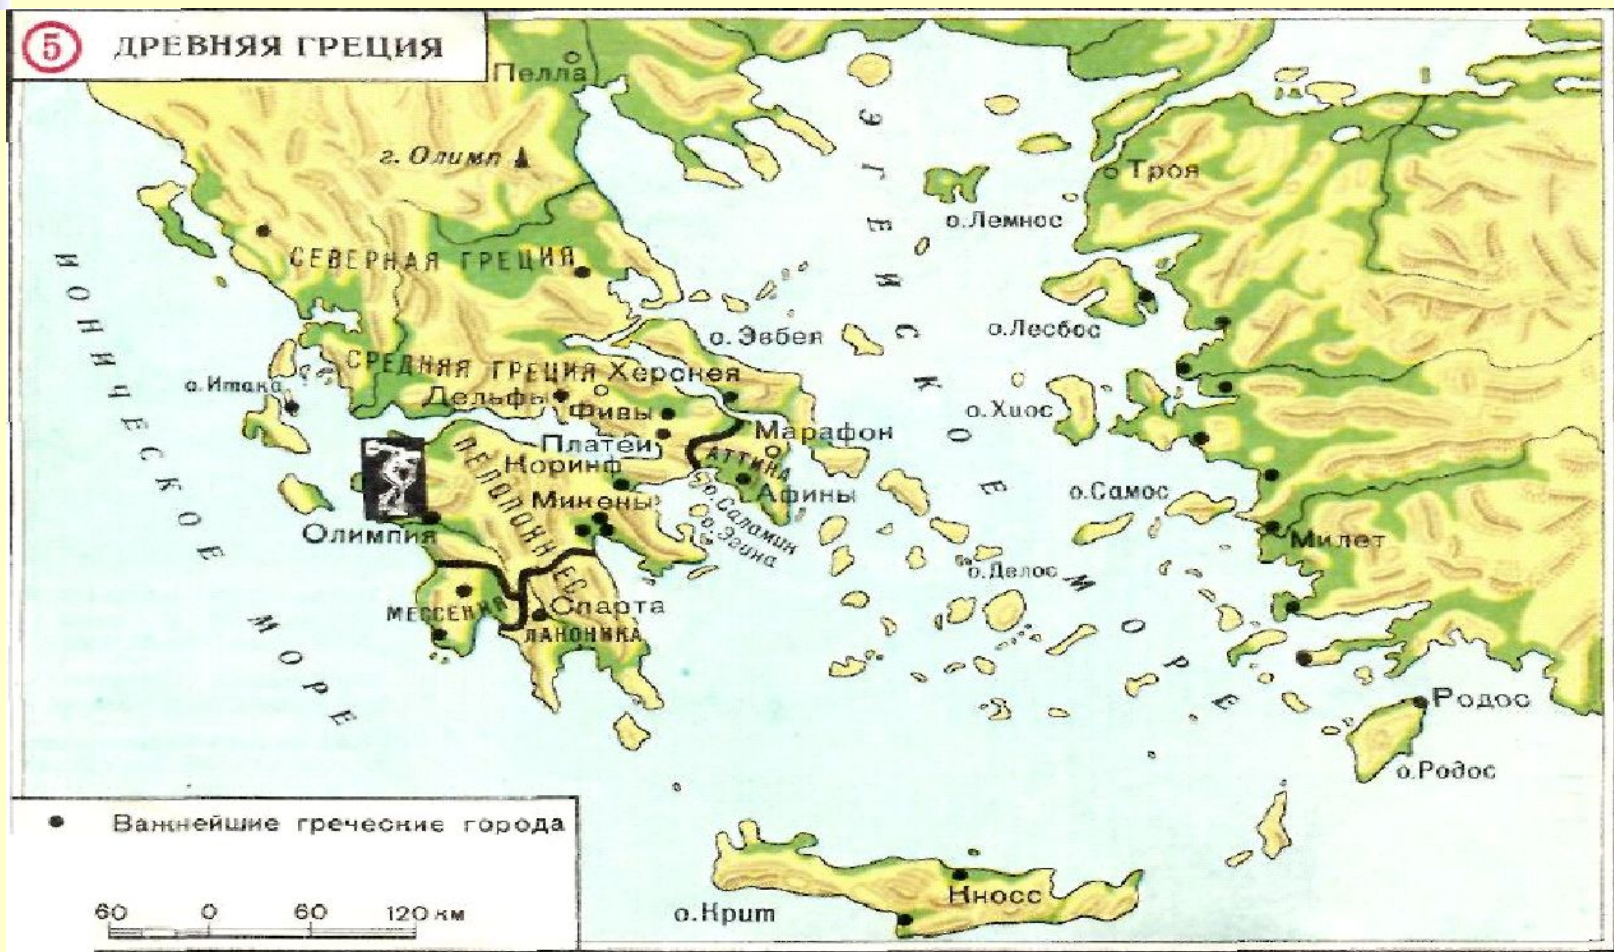 5 ДРЕВНЯЯ ГРЕЦИЯ
Пелла
г. Олимп
ЭГЕЙСКОЕ МОРЕ
Троя
о.Лемнос
СЕВЕРНАЯ ГРЕЦИЯ
ИОНИЧЕСКОЕ МОРЕ
о.Лесбос
о.Эвбея
СРЕДНЯЯ ГРЕЦИЯ
Херонея
о.Итака
Дельфы
Фивы
о.Хиос
Марафон
Платеи
АТТИКА
Коринф
ПЕЛОПОННЕС
Микены
Афины
о.Самос
о.Саламин
о.Эгина
Олимпия
Милет
о.Делос
МЕССЕНИЯ
Спарта
ЛАКОНИКА
Родос
о.Родос
Важнейшие греческие города
Кносс
о.Крит
60 0 60 120 км